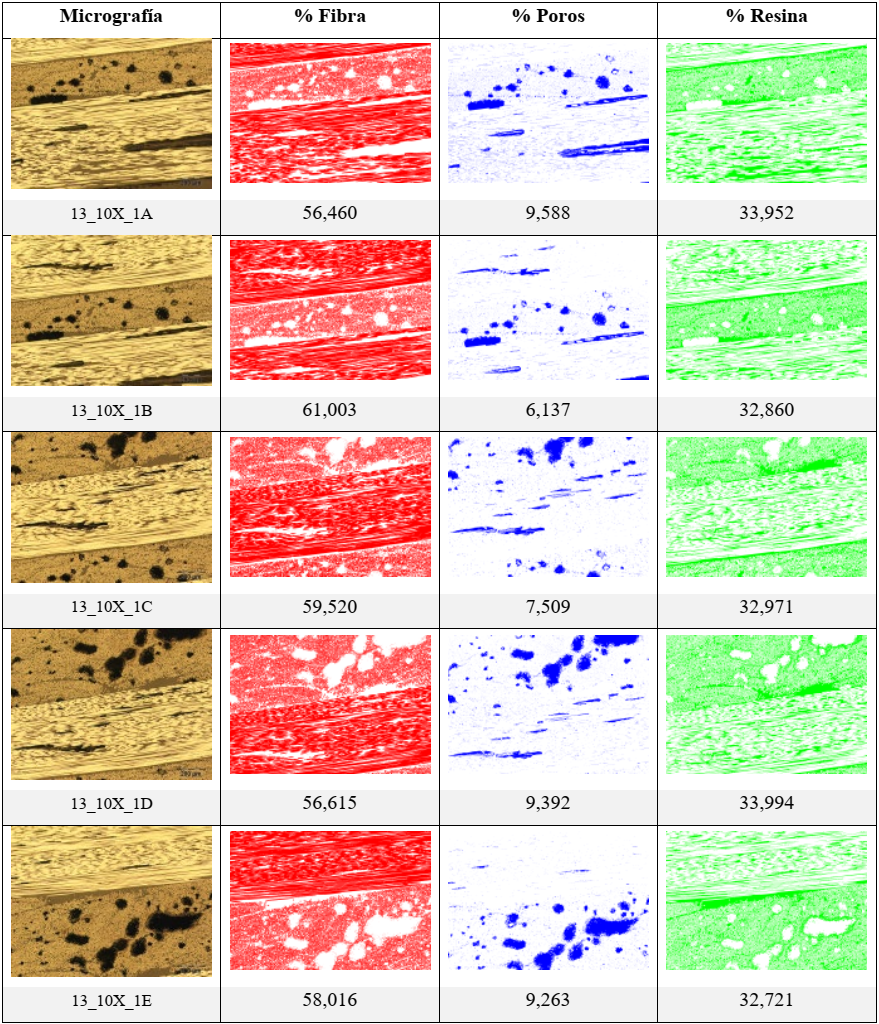 Micrografía % Fibra % Poros % Resina
13_10X_1A 56,460 9,588 33,952
13_10X_1B 61,003 6,137 32,860
13_10X_1C 59,520 7,509 32,971
13_10X_1D 56,615 9,392 33,994
13_10X_1E 58,016 9,263 32,721